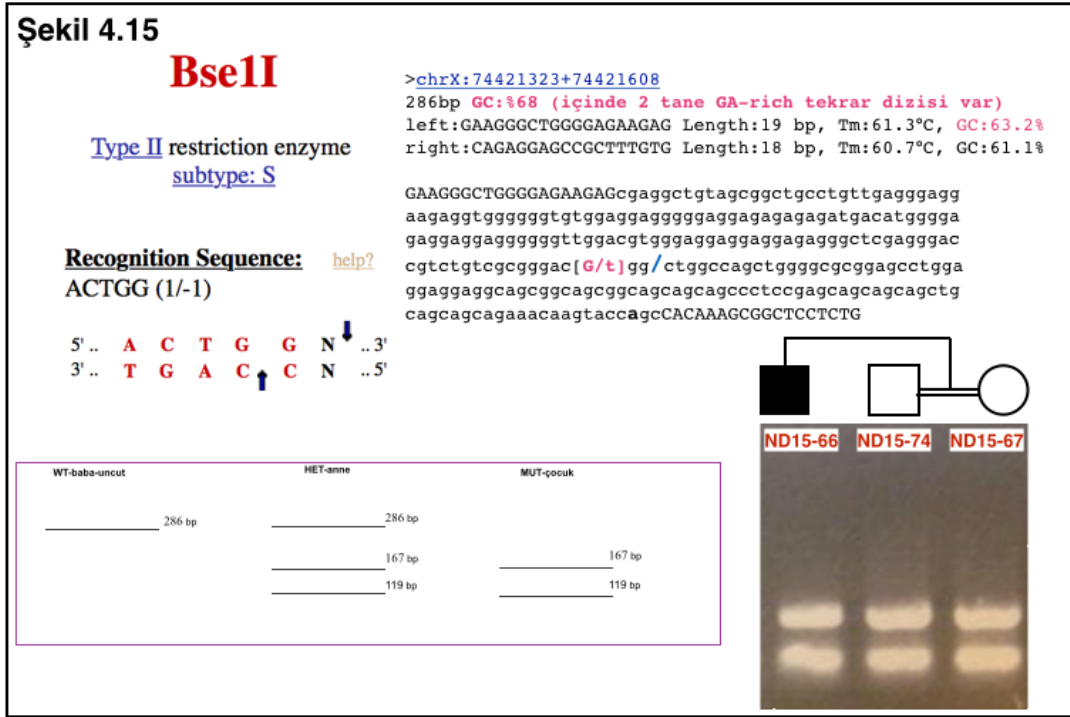 Şekil 4.15
Bse1I
Type II restriction enzyme
subtype: S
Recognition Sequence: help?
ACTGG (1/-1)
5' .. A C T G G N .. 3'
3' .. T G A C C N .. 5'
>chrX:74421323+74421608
286bp GC:%68 (içinde 2 tane GA-rich tekrar dizisi var)
left:GAAGGGCTGGGGAGAAGAG Length:19 bp, Tm:61.3°C, GC:63.2%
right:CAGAGGAGCCGCTTTGTG Length:18 bp, Tm:60.7°C, GC:61.1%
GAAGGGCTGGGGAGAAGAGcgaggctgtagcggctgcctgttgagggagg
aagaggtggggggtgtggaggagggggaggagagagagatgacatgggga
gaggaggaggggggttggacgtgggaggaggaggagagggctcgagggac
cgtctgtcgcgggac[G/t]gg/ctggccagctggggcgcggagcctgga
ggaggaggcagcggcagcggcagcagcagccctccgagcagcagcagctg
cagcagcagaaacaagtaccagcCACAAAGCGGCTCCTCTG
WT-baba-uncut HET-anne MUT-çocuk
286 bp 286 bp
167 bp 167 bp
119 bp 119 bp
ND15-66 ND15-74 ND15-67